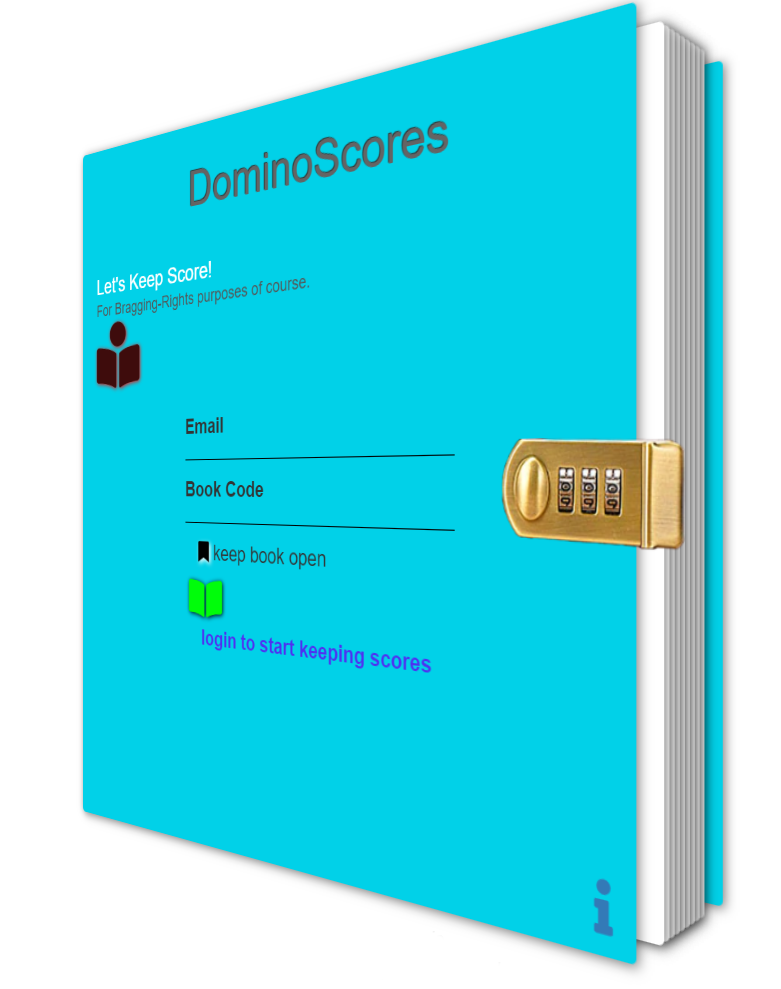 DominoScores
Let's Keep Score!
For Bragging-Rights purposes of course.
Email
Book Code
keep book open
login to start keeping scores